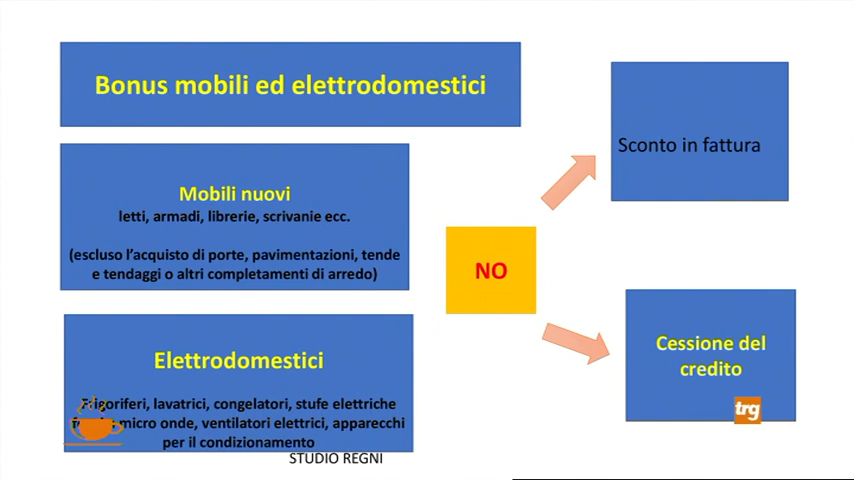 Bonus mobili ed elettrodomestici
Mobili nuovi
letti, armadi, librerie, scrivanie ecc.
(escluso l'acquisto di porte, pavimentazioni, tende
e tendaggi o altri completamenti di arredo)
Elettrodomestici
Frigoriferi, lavatrici, congelatori, stufe elettriche
micro onde, ventilatori elettrici, apparecchi
per il condizionamento
STUDIO REGNI
NO
Sconto in fattura
Cessione del
credito
trg